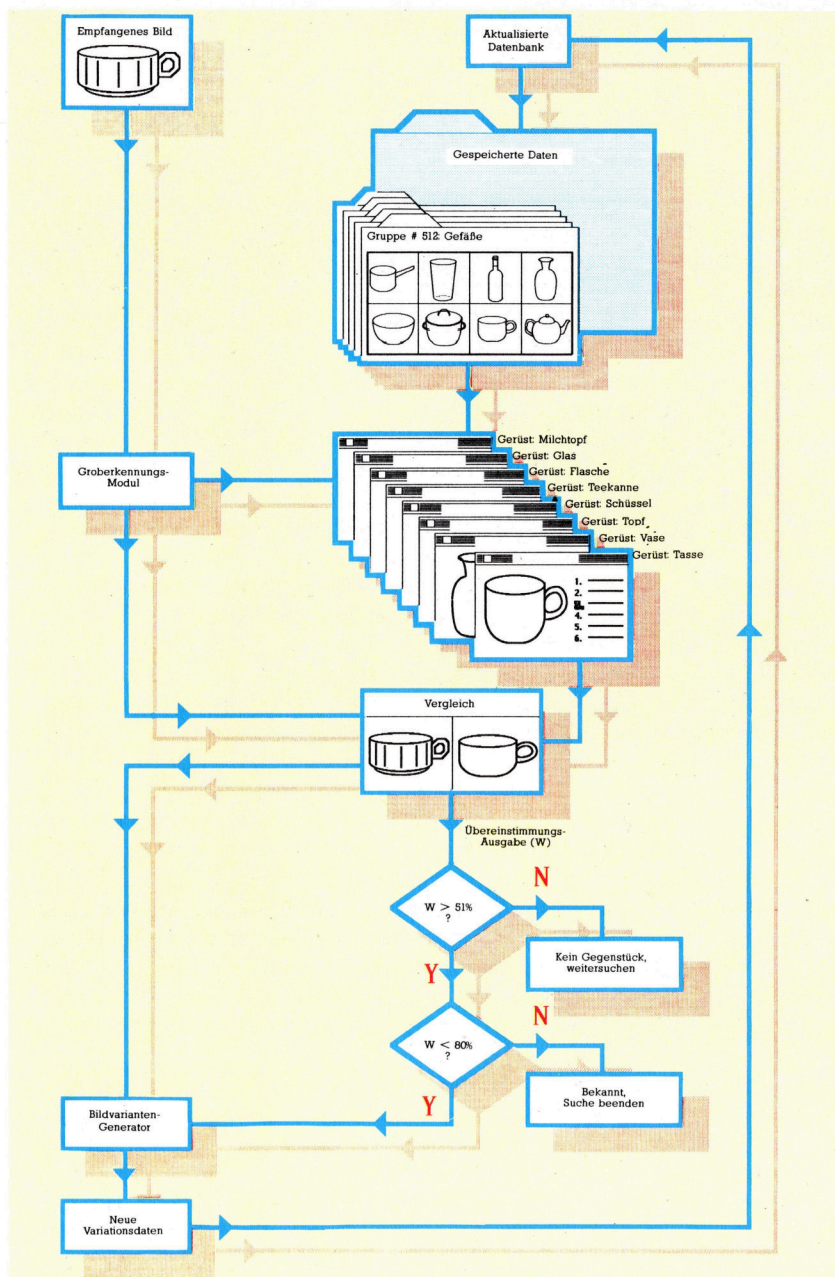 Empfangenes Bild
Aktualisierte
Datenbank
Gespeicherte Daten
Gruppe # 512: Gefäße
Gerüst: Milchtopf
Gerüst: Glas
Gerüst: Flasche
Gerüst: Teekanne
Gerüst: Schüssel
Gerüst: Topf
Gerüst: Vase
Gerüst: Tasse
Groberkennungs-
Modul
1.
2.
4.
5.
6.
Vergleich
Übereinstimmungs-
Ausgabe (W)
W > 51%
?
N
Kein Gegenstück,
weitersuchen
Y
W < 80%
?
N
Bekannt,
Suche beenden
Y
Bildvarianten-
Generator
Neue
Variationsdaten